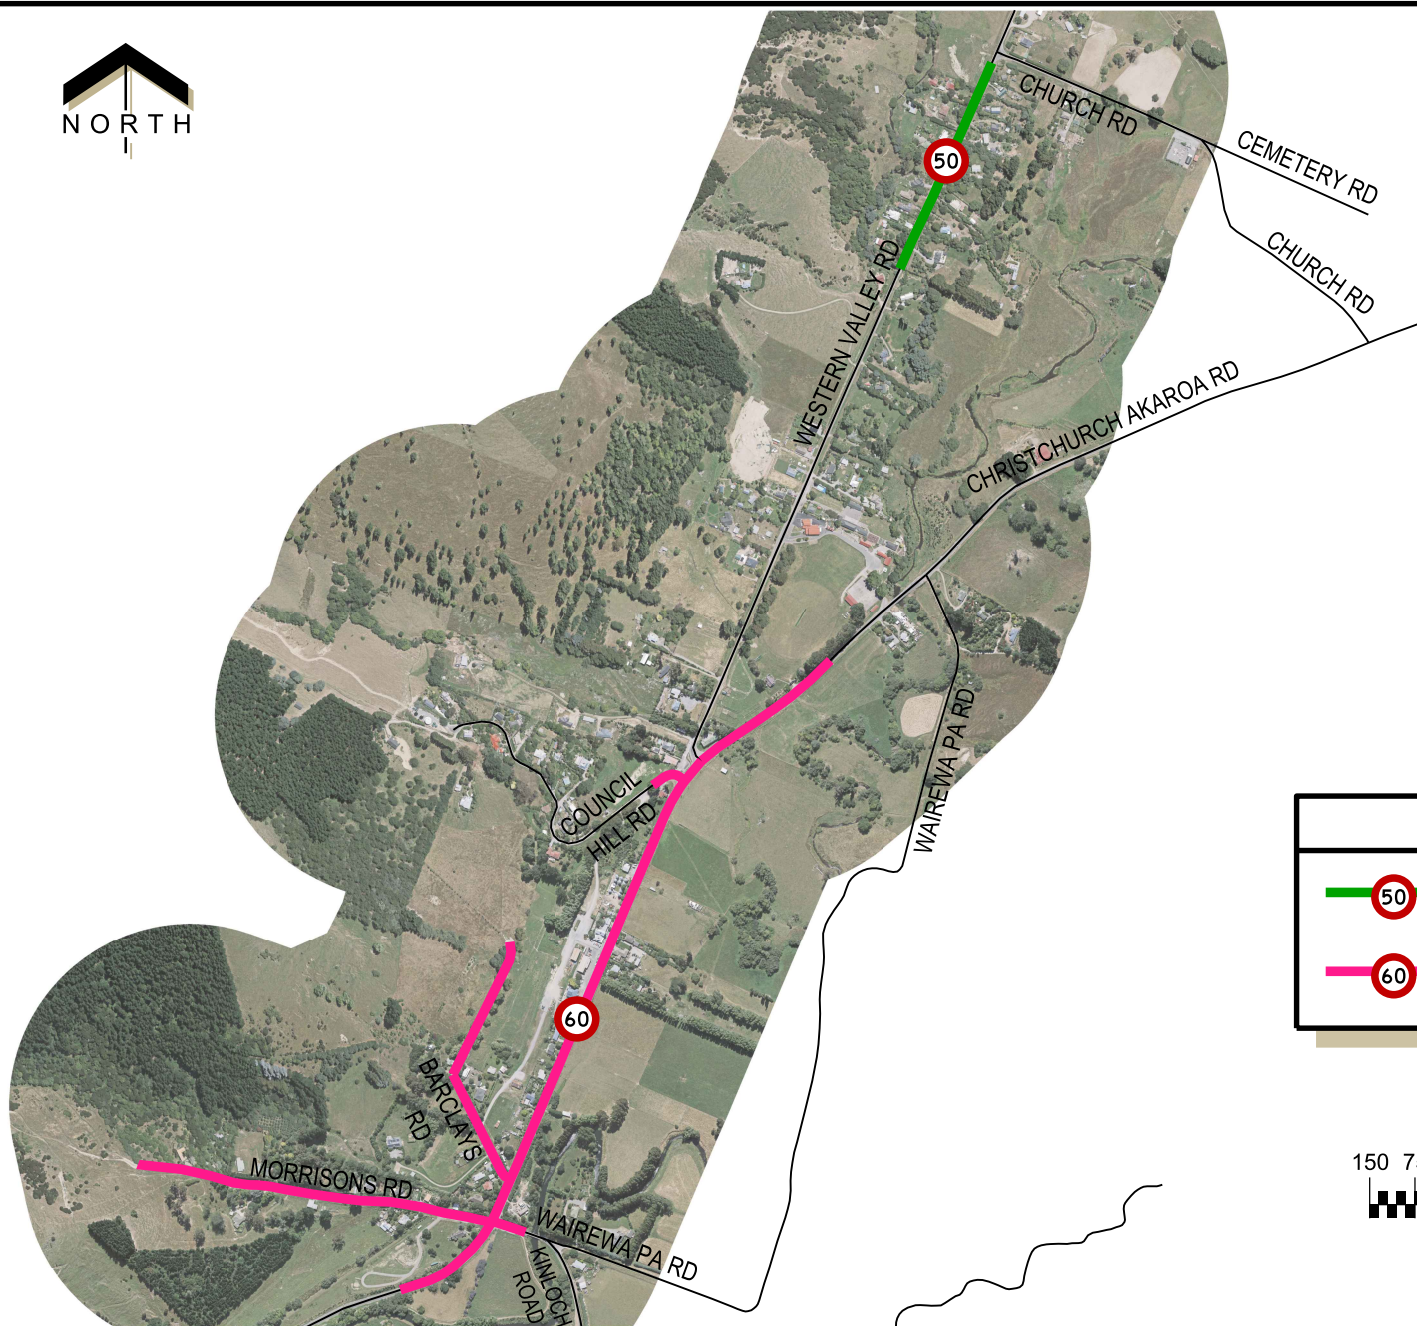 NORTH
CHURCH RD
CEMETERY RD
50
CHURCH RD
WESTERN VALLEY RD
CHRISTCHURCH AKAROA RD
WAIREWA PA RD
COUNCIL
HILL RD
50
60
60
BARCLAYS
RD
MORRISONS RD
150
WAIREWA PA RD
KINLOCH
ROAD